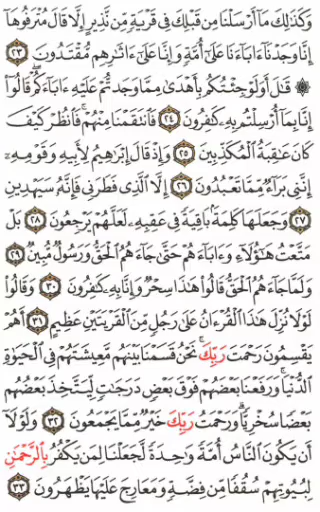 وَكَذَٰلِكَ مَآ أَرْسَلْنَا مِن قَبْلِكَ فِى قَرْيَةٍ مِّن نَّذِيرٍ إِلَّا قَالَ مُتْرَفُوهَآ
إِنَّا وَجَدْنَآ ءَابَآءَنَا عَلَىٰٓ أُمَّةٍ وَإِنَّا عَلَىٰٓ ءَاثَٰرِهِم مُّقْتَدُونَ ٢٣
۞ قَٰلَ أَوَلَوْ جِئْتُكُم بِأَهْدَىٰ مِمَّا وَجَدتُّمْ عَلَيْهِ ءَابَآءَكُمْ ۖ قَالُوٓا۟
إِنَّا بِمَآ أُرْسِلْتُم بِهِۦ كَٰفِرُونَ ٢٤ فَٱنتَقَمْنَا مِنْهُمْ ۖ فَٱنظُرْ كَيْفَ
كَانَ عَٰقِبَةُ ٱلْمُكَذِّبِينَ ٢٥ وَإِذْ قَالَ إِبْرَٰهِيمُ لِأَبِيهِ وَقَوْمِهِۦٓ
إِنَّنِى بَرَآءٌ مِّمَّا تَعْبُدُونَ ٢٦ إِلَّا ٱلَّذِى فَطَرَنِى فَإِنَّهُۥ سَيَهْدِينِ
٢٧ وَجَعَلَهَا كَلِمَةًۢ بَاقِيَةً فِى عَقِبِهِۦ لَعَلَّهُمْ يَرْجِعُونَ ٢٨ بَلْ
مَتَّعْتُ هَٰٓؤُلَآءِ وَءَابَآءَهُمْ حَتَّىٰ جَآءَهُمُ ٱلْحَقُّ وَرَسُولٌ مُّبِينٌ ٢٩
وَلَمَّا جَآءَهُمُ ٱلْحَقُّ قَالُوا۟ هَٰذَا سِحْرٌ وَإِنَّا بِهِۦ كَٰفِرُونَ ٣٠ وَقَالُوا۟
لَوْلَا نُزِّلَ هَٰذَا ٱلْقُرْءَانُ عَلَىٰ رَجُلٍ مِّنَ ٱلْقَرْيَتَيْنِ عَظِيمٍ ٣١ أَهُمْ
يَقْسِمُونَ رَحْمَتَ رَبِّكَ ۚ نَحْنُ قَسَمْنَا بَيْنَهُم مَّعِيشَتَهُمْ فِى ٱلْحَيَوٰةِ
ٱلدُّنْيَا ۚ وَرَفَعْنَا بَعْضَهُمْ فَوْقَ بَعْضٍ دَرَجَٰتٍ لِّيَتَّخِذَ بَعْضُهُم
بَعْضًا سُخْرِيًّا ۗ وَرَحْمَتُ رَبِّكَ خَيْرٌ مِّمَّا يَجْمَعُونَ ٣٢ وَلَوْلَآ
أَن يَكُونَ ٱلنَّاسُ أُمَّةً وَٰحِدَةً لَّجَعَلْنَا لِمَن يَكْفُرُ بِٱلرَّحْمَٰنِ
لِبُيُوتِهِمْ سُقُفًا مِّن فِضَّةٍ وَمَعَارِجَ عَلَيْهَا يَظْهَرُونَ ٣٣